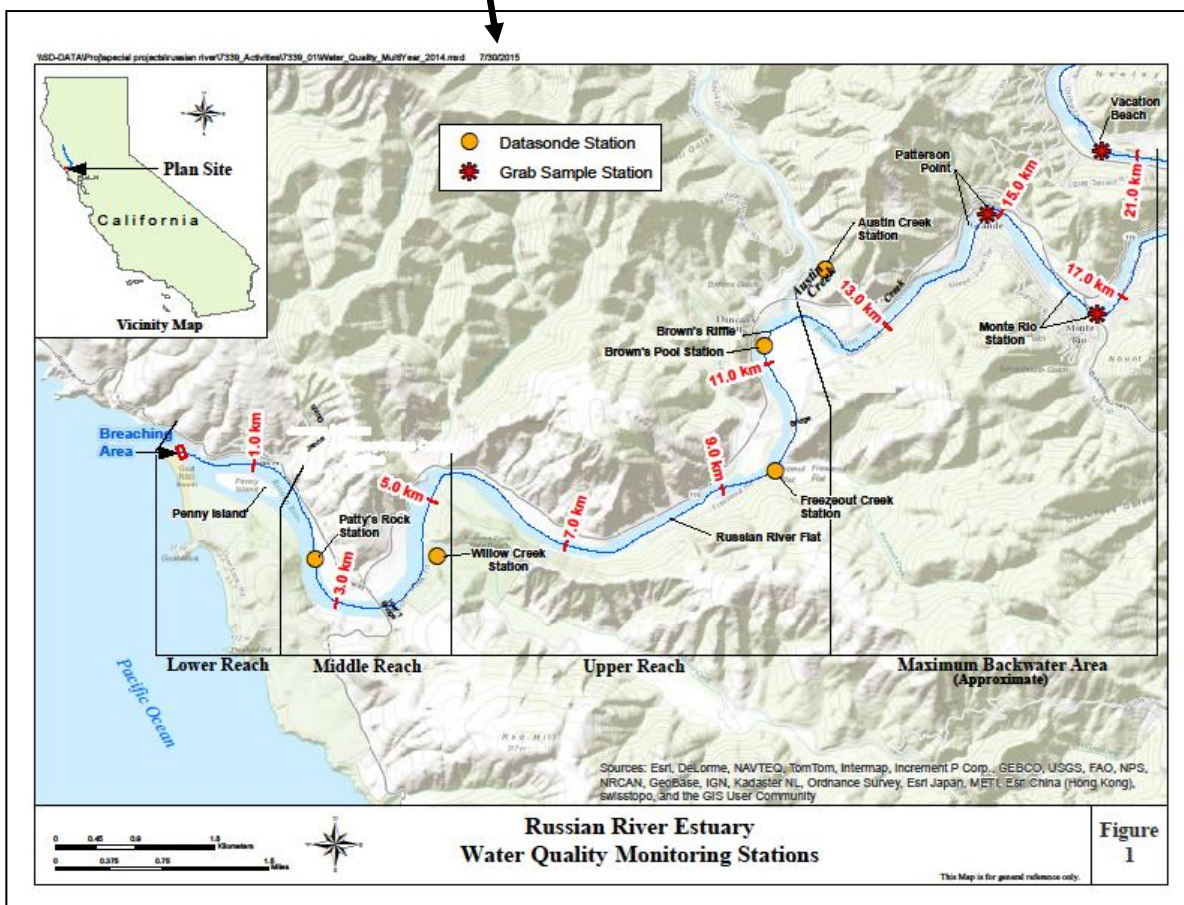 \\SD-DATA\Proj\special projects\russian river\7339_Activities\7339_01\Water_Quality_MultiYear_2014.mxd 7/30/2015
Plan Site
California
Vicinity Map
Datasonde Station
Grab Sample Station
Vacation
Beach
21.0 km
Patterson
Point
15.0 km
Austin Creek
Station
Austin
Creek
13.0 km
Creek
17.0 km
Monte Rio
Station
Monte
Rio
Brown's Riffle
Brown's Pool Station
11.0 km
Breaching
Area
1.0 km
Penny
Island
Penny Island
5.0 km
9.0 km
Freezeout Creek
Station
Patty's Rock
Station
7.0 km
Russian River Flat
Willow Creek
Station
3.0 km
Lower Reach
Middle Reach
Upper Reach
Maximum Backwater Area
(Approximate)
Pacific Ocean
Red Hill
Sources: Esri, DeLorme, NAVTEQ, TomTom, Intermap, increment P Corp., GEBCO, USGS, FAO, NPS,
NRCAN, GeoBase, IGN, Kadaster NL, Ordnance Survey, Esri Japan, METI, Esri China (Hong Kong),
swisstopo, and the GIS User Community
0 0.45 0.9 1.8
Kilometers
0 0.375 0.75 1.5
Miles
Russian River Estuary
Water Quality Monitoring Stations
Figure
1
This Map is for general reference only.